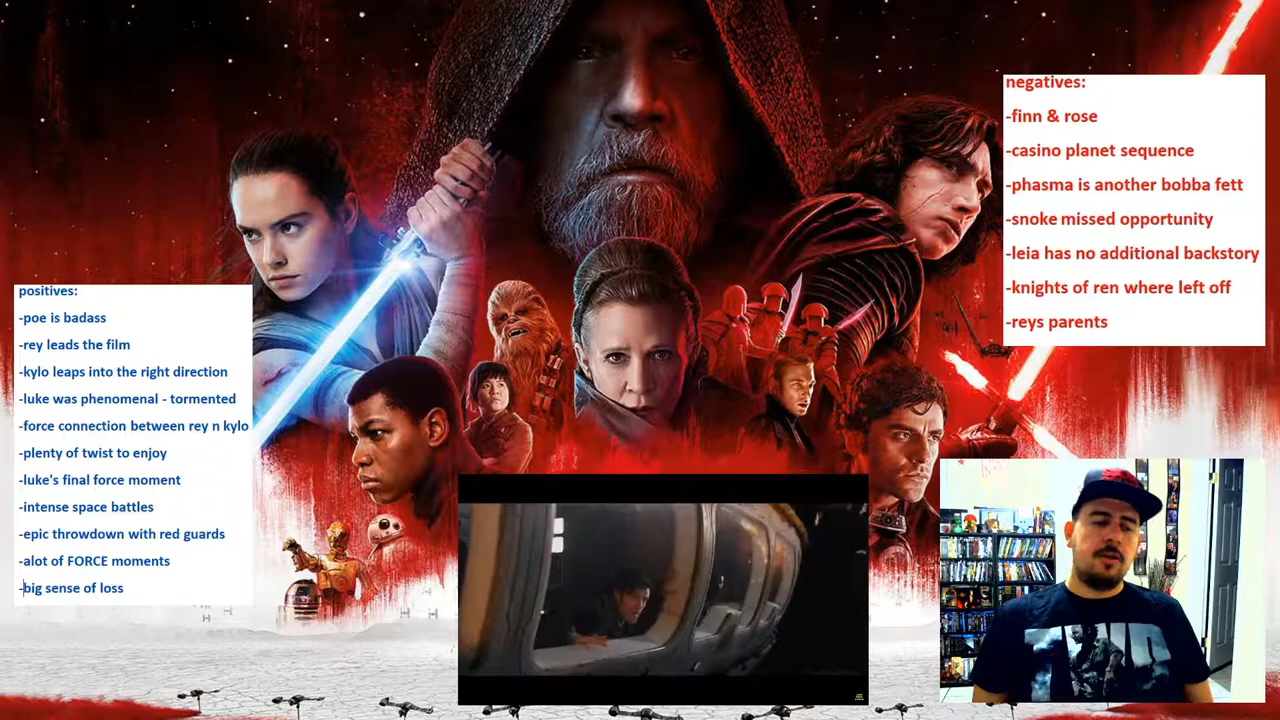 negatives:
-finn & rose
-casino planet sequence
-phasma is another bobba fett
-snoke missed opportunity
-leia has no additional backstory
-knights of ren where left off
-reys parents
positives:
-poe is badass
-rey leads the film
-kylo leaps into the right direction
-luke was phenomenal - tormented
-force connection between rey n kylo
-plenty of twist to enjoy
-luke's final force moment
-intense space battles
-epic throwdown with red guards
-alot of FORCE moments
-big sense of loss